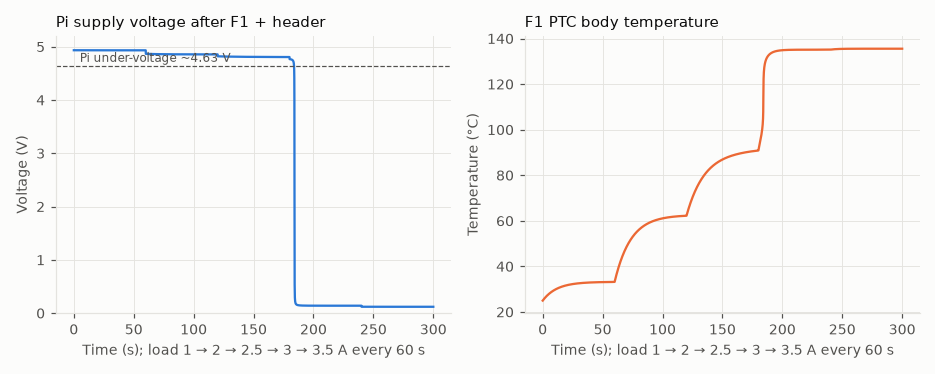 Pi supply voltage after F1 + header
5
4
3
2
1
0
Voltage (V)
Pi under-voltage ~4.63 V
0 50 100 150 200 250 300
Time (s); load 1 → 2 → 2.5 → 3 → 3.5 A every 60 s
F1 PTC body temperature
140
120
100
80
60
40
20
Temperature (°C)
0 50 100 150 200 250 300
Time (s); load 1 → 2 → 2.5 → 3 → 3.5 A every 60 s